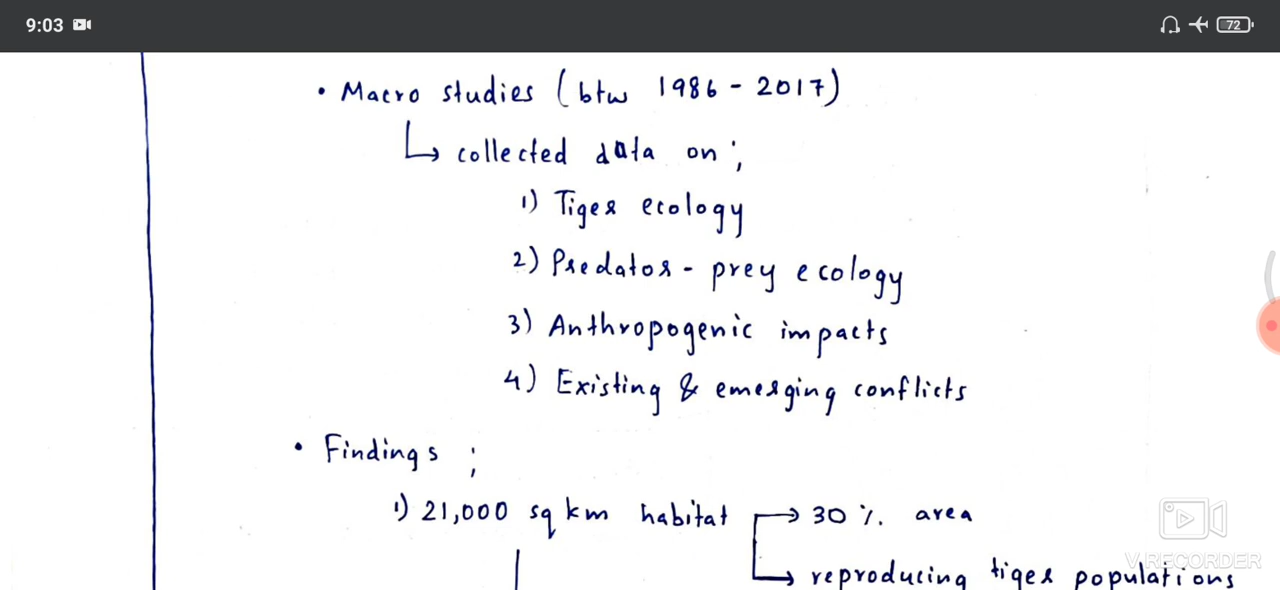 9:03
72
• Macro studies (btw 1986 - 2017)
↳ collected data on ;
1) Tiger ecology
2) Predator - prey ecology
3) Anthropogenic impacts
4) Existing & emerging conflicts
• Findings ;
1) 21,000 sq km habitat → 30 % area
→ reproducing tiger populations
V RECORDER